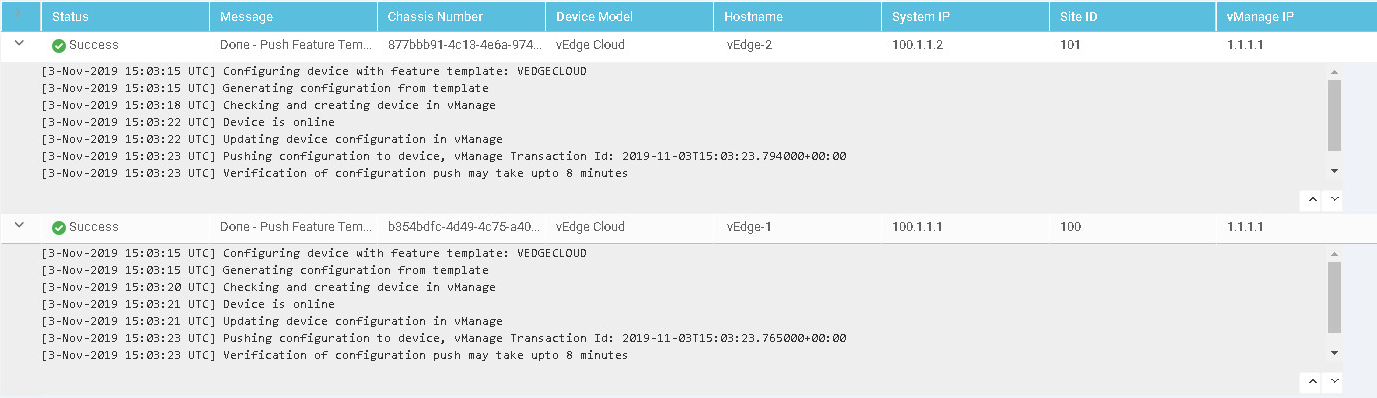 Status Message Chassis Number Device Model Hostname System IP Site ID vManage IP
Success Done - Push Feature Tem... 877bbb91-4c13-4e6a-974... vEdge Cloud vEdge-2 100.1.1.2 101 1.1.1.1
[3-Nov-2019 15:03:15 UTC] Configuring device with feature template: VEDGECLOUD
[3-Nov-2019 15:03:15 UTC] Generating configuration from template
[3-Nov-2019 15:03:18 UTC] Checking and creating device in vManage
[3-Nov-2019 15:03:22 UTC] Device is online
[3-Nov-2019 15:03:22 UTC] Updating device configuration in vManage
[3-Nov-2019 15:03:23 UTC] Pushing configuration to device, vManage Transaction Id: 2019-11-03T15:03:23.794000+00:00
[3-Nov-2019 15:03:23 UTC] Verification of configuration push may take upto 8 minutes
Success Done - Push Feature Tem... b354bdfc-4d49-4c75-a40... vEdge Cloud vEdge-1 100.1.1.1 100 1.1.1.1
[3-Nov-2019 15:03:15 UTC] Configuring device with feature template: VEDGECLOUD
[3-Nov-2019 15:03:15 UTC] Generating configuration from template
[3-Nov-2019 15:03:20 UTC] Checking and creating device in vManage
[3-Nov-2019 15:03:21 UTC] Device is online
[3-Nov-2019 15:03:21 UTC] Updating device configuration in vManage
[3-Nov-2019 15:03:23 UTC] Pushing configuration to device, vManage Transaction Id: 2019-11-03T15:03:23.765000+00:00
[3-Nov-2019 15:03:23 UTC] Verification of configuration push may take upto 8 minutes